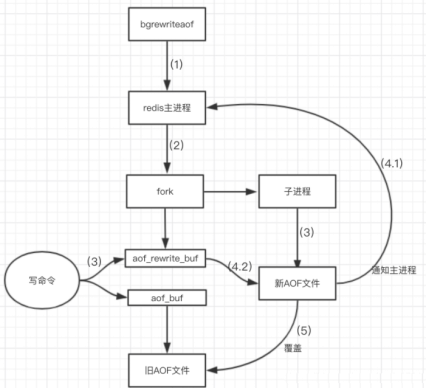 bgrewriteaof
(1)
redis主进程
(2)
(4.1)
fork
子进程
(3)
(3)
aof_rewrite_buf
(4.2)
通知主进程
写命令
新AOF文件
aof_buf
(5)
覆盖
旧AOF文件